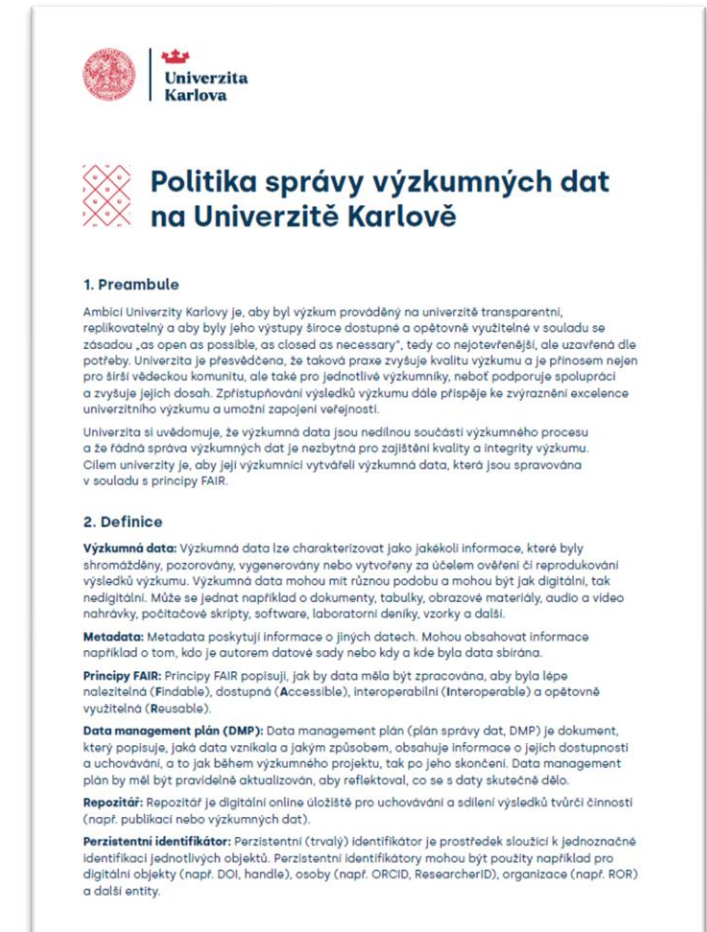 Univerzita
Karlova
Politika správy výzkumných dat
na Univerzitě Karlově
1. Preambule
Ambicí Univerzity Karlovy je, aby byl výzkum prováděný na univerzitě transparentní,
replikovatelný a aby byly jeho výstupy široce dostupné a opětovně využitelné v souladu se
zásadou „as open as possible, as closed as necessary“, tedy co nejotevřenější, ale uzavřená dle
potřeby. Univerzita je přesvědčena, že taková praxe zvyšuje kvalitu výzkumu a je přínosem nejen
pro širší vědeckou komunitu, ale také pro jednotlivé výzkumníky, neboť podporuje spolupráci
a zvyšuje jejich dosah. Zpřístupňování výsledků výzkumu dále přispěje ke zvýraznění excelence
univerzitního výzkumu a umožní zapojení veřejnosti.
Univerzita si uvědomuje, že výzkumná data jsou nedílnou součástí výzkumného procesu
a že řádná správa výzkumných dat je nezbytná pro zajištění kvality a integrity výzkumu.
Cílem univerzity je, aby její výzkumníci vytvářeli výzkumná data, která jsou spravována
v souladu s principy FAIR.
2. Definice
Výzkumná data: Výzkumná data lze charakterizovat jako jakékoli informace, které byly
shromážděny, pozorovány, vygenerovány nebo vytvořeny za účelem ověření či reprodukování
výsledků výzkumu. Výzkumná data mohou mít různou podobu a mohou být jak digitální, tak
nedigitální. Může se jednat například o dokumenty, tabulky, obrazové materiály, audio a video
nahrávky, počítačové skripty, software, laboratorní deníky, vzorky a další.
Metadata: Metadata poskytují informace o jiných datech. Mohou obsahovat informace
například o tom, kdo je autorem datové sady nebo kdy a kde byla data sbírána.
Principy FAIR: Principy FAIR popisují, jak by data měla být zpracována, aby byla lépe
nalezitelná (Findable), dostupná (Accessible), interoperabilní (Interoperable) a opětovně
využitelná (Reusable).
Data management plán (DMP): Data management plán (plán správy dat, DMP) je dokument,
který popisuje, jaká data vznikala a jakým způsobem, obsahuje informace o jejich dostupnosti
a uchovávání, a to jak během výzkumného projektu, tak po jeho skončení. Data management
plán by měl být pravidelně aktualizován, aby reflektoval, co se s daty skutečně dělo.
Repozitář: Repozitář je digitální online úložiště pro uchovávání a sdílení výsledků tvůrčí činnosti
(např. publikací nebo výzkumných dat).
Perzistentní identifikátor: Perzistentní (trvalý) identifikátor je prostředek sloužící k jednoznačné
identifikaci jednotlivých objektů. Perzistentní identifikátory mohou být použity například pro
digitální objekty (např. DOI, handle), osoby (např. ORCID, ResearcherID), organizace (např. ROR)
a další entity.